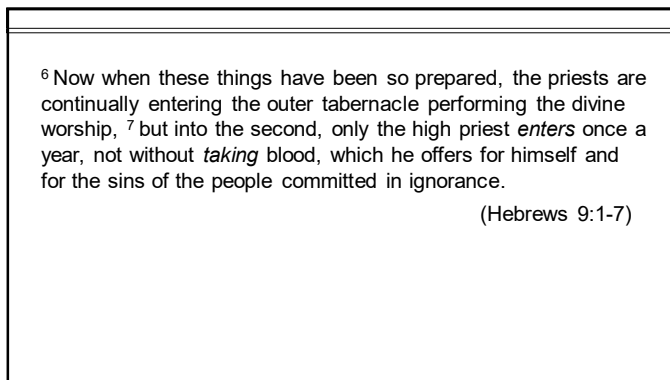 ⁶ Now when these things have been so prepared, the priests are
continually entering the outer tabernacle performing the divine
worship, ⁷ but into the second, only the high priest enters once a
year, not without taking blood, which he offers for himself and
for the sins of the people committed in ignorance.
(Hebrews 9:1-7)